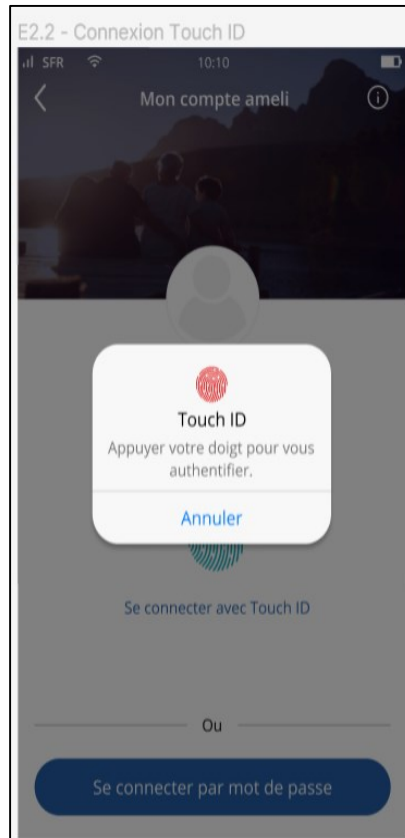 E2.2 - Connexion Touch ID
SFR 10:10
Mon compte ameli
Touch ID
Appuyer votre doigt pour vous
authentifier.
Annuler
Se connecter avec Touch ID
Ou
Se connecter par mot de passe